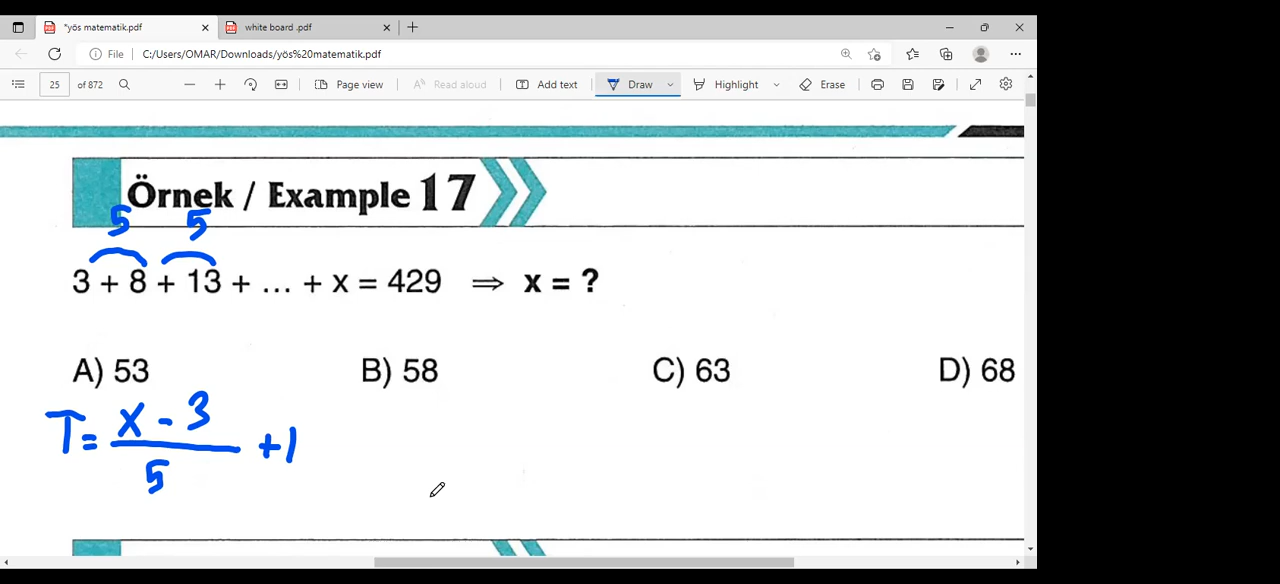 *yös matematik.pdf
white board .pdf
File
C:/Users/OMAR/Downloads/yös%20matematik.pdf
25 of 872
Page view
Read aloud
Add text
Draw
Highlight
Erase
Örnek / Example 17
5 5
3 + 8 + 13 + ... + x = 429 ⇒ x = ?
A) 53 B) 58 C) 63 D) 68
T = x - 3 / 5 + 1